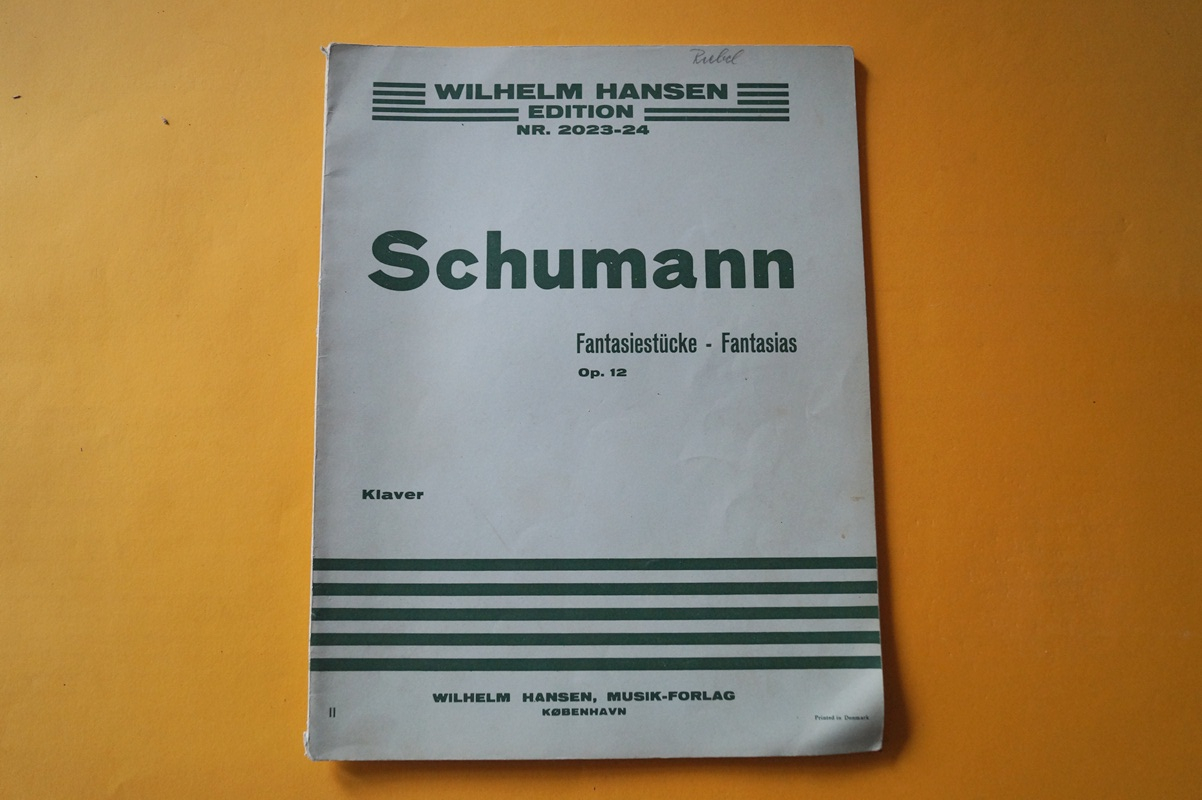 Rubel
WILHELM HANSEN
EDITION
NR. 2023-24
Schumann
Fantasiestücke - Fantasias
Op. 12
Klaver
WILHELM HANSEN, MUSIK-FORLAG
KØBENHAVN
II
Printed in Denmark